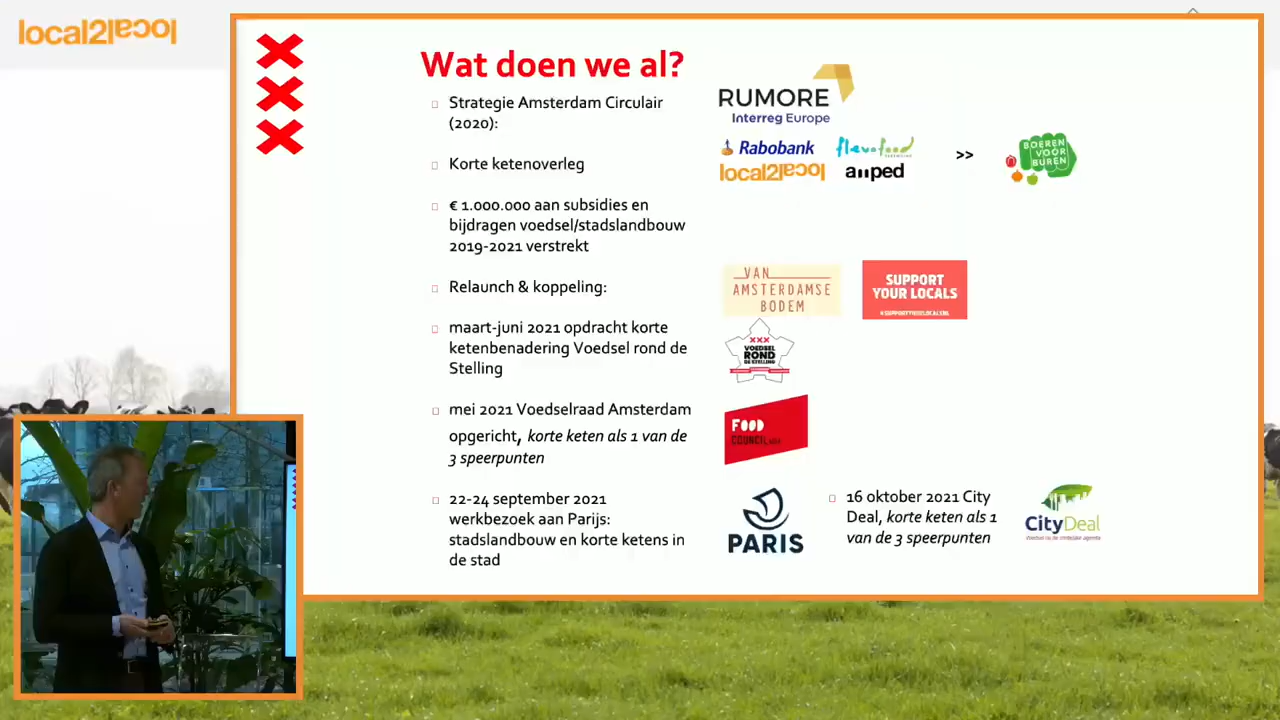 local2local
Wat doen we al?
Strategie Amsterdam Circulair
(2020):
Korte ketenoverleg
€ 1.000.000 aan subsidies en
bijdragen voedsel/stadslandbouw
2019-2021 verstrekt
Relaunch & koppeling:
maart-juni 2021 opdracht korte
ketenbenadering Voedsel rond de
Stelling
mei 2021 Voedselraad Amsterdam
opgericht, korte keten als 1 van de
3 speerpunten
22-24 september 2021
werkbezoek aan Parijs:
stadslandbouw en korte ketens in
de stad
RUMORE
Interreg Europe
Rabobank
flevofood
local2local
amped
>>
BOEREN
VOOR
BUREN
VAN
AMSTERDAMSE
BODEM
SUPPORT
YOUR LOCALS
XXX
VOEDSEL
ROND
DE STELLING
FOOD
COUNCIL
PARIS
16 oktober 2021 City
Deal, korte keten als 1
van de 3 speerpunten
CityDeal